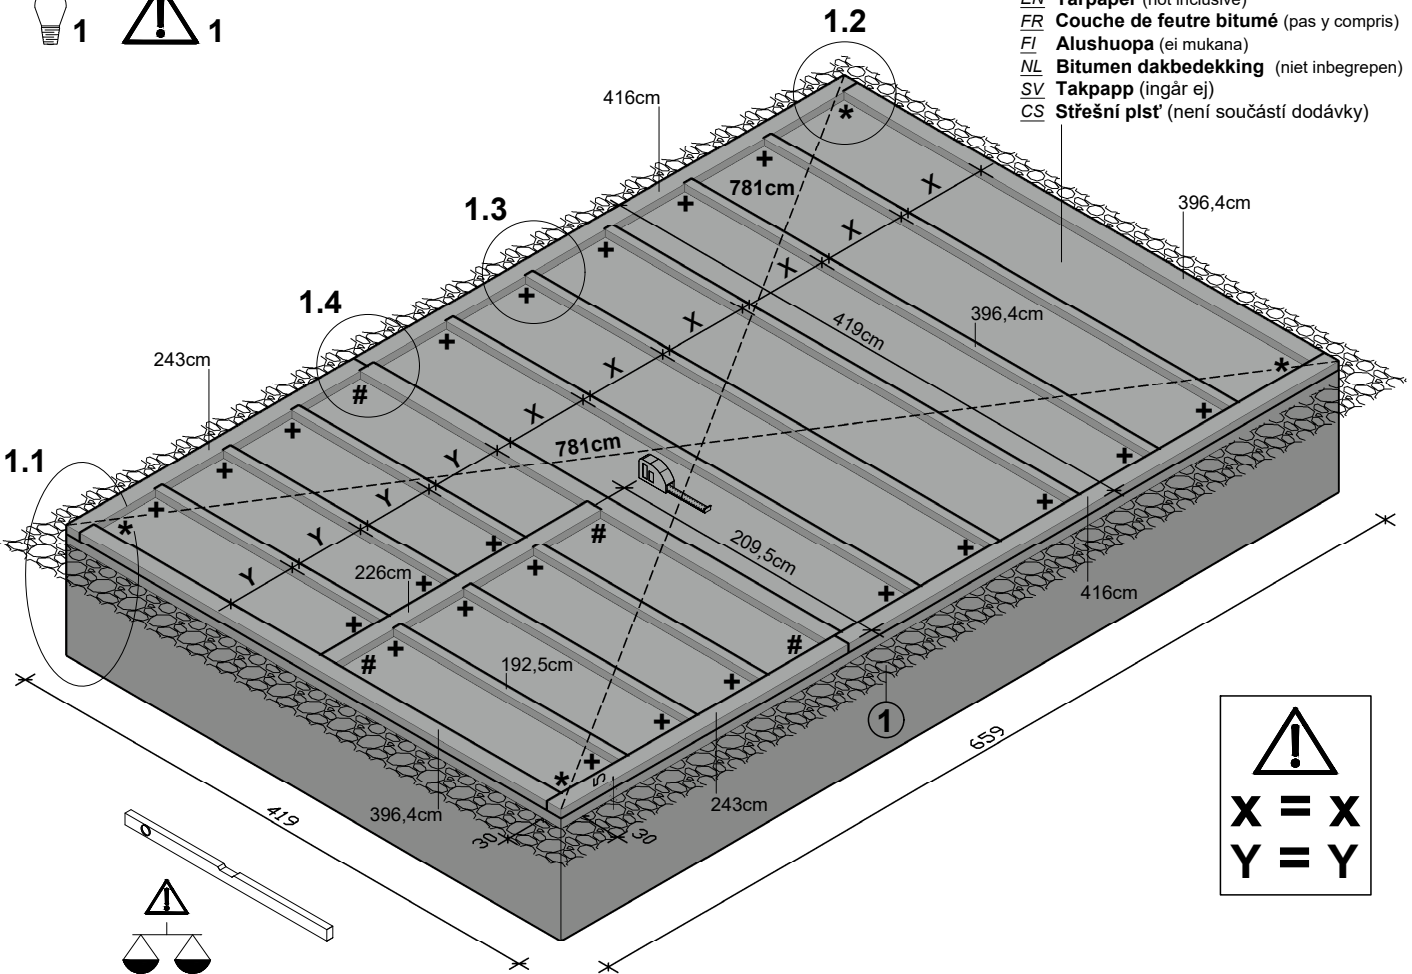 1
1
1.2
EN Tarpaper (not inclusive)
FR Couche de feutre bitumé (pas y compris)
FI Alushuopa (ei mukana)
NL Bitumen dakbedekking (niet inbegrepen)
SV Takpapp (ingår ej)
CS Střešní plsť (není součástí dodávky)
416cm
*
+
781cm
X
396,4cm
1.3
+
X
+
X
1.4
+
X
419cm
396,4cm
243cm
+
X
*
#
X
+
+
781cm
+
1.1
+
Y
+
+
Y
*
Y
+
#
+
209,5cm
Y
226cm
+
+
+
416cm
+
+
+
#
#
192,5cm
+
+
1
659
+
*
5
243cm
419
396,4cm
30
30
X = X
Y = Y